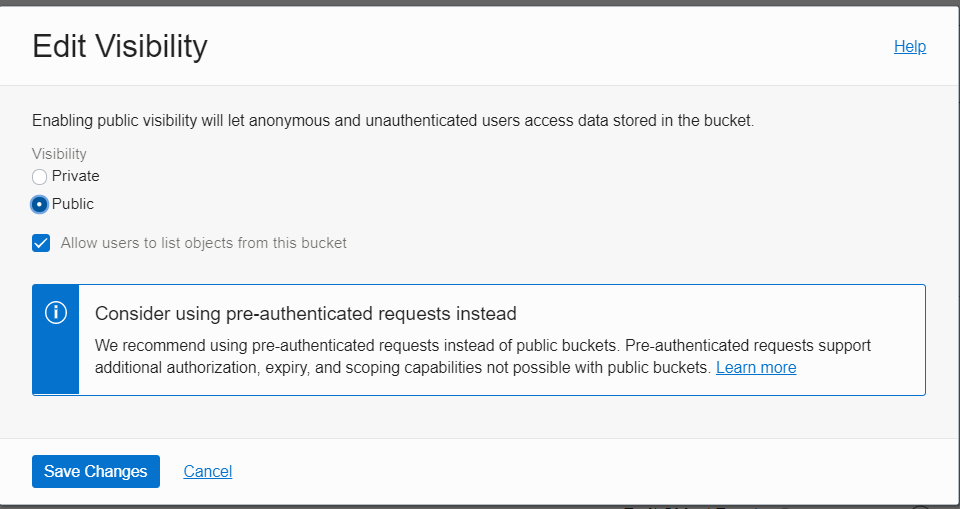 Edit Visibility
Help
Enabling public visibility will let anonymous and unauthenticated users access data stored in the bucket.
Visibility
Private
Public
Allow users to list objects from this bucket
Consider using pre-authenticated requests instead
We recommend using pre-authenticated requests instead of public buckets. Pre-authenticated requests support
additional authorization, expiry, and scoping capabilities not possible with public buckets. Learn more
Save Changes
Cancel